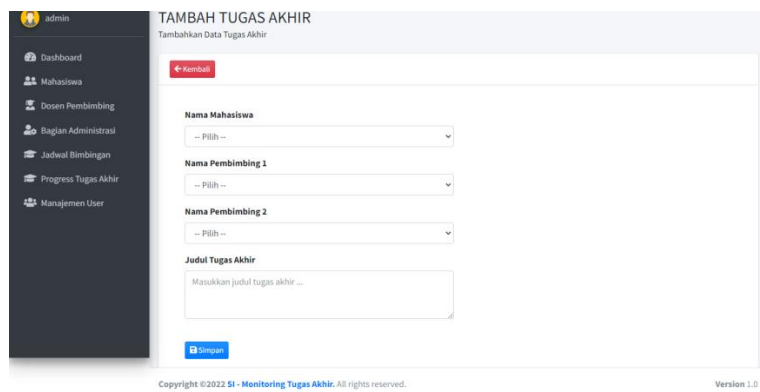 admin
Dashboard
Mahasiswa
Dosen Pembimbing
Bagian Administrasi
Jadwal Bimbingan
Progress Tugas Akhir
Manajemen User
TAMBAH TUGAS AKHIR
Tambahkan Data Tugas Akhir
Kembali
Nama Mahasiswa
-- Pilih --
Nama Pembimbing 1
-- Pilih --
Nama Pembimbing 2
-- Pilih --
Judul Tugas Akhir
Masukkan judul tugas akhir ...
Simpan
Copyright ©2022 SI - Monitoring Tugas Akhir. All rights reserved.
Version 1.0